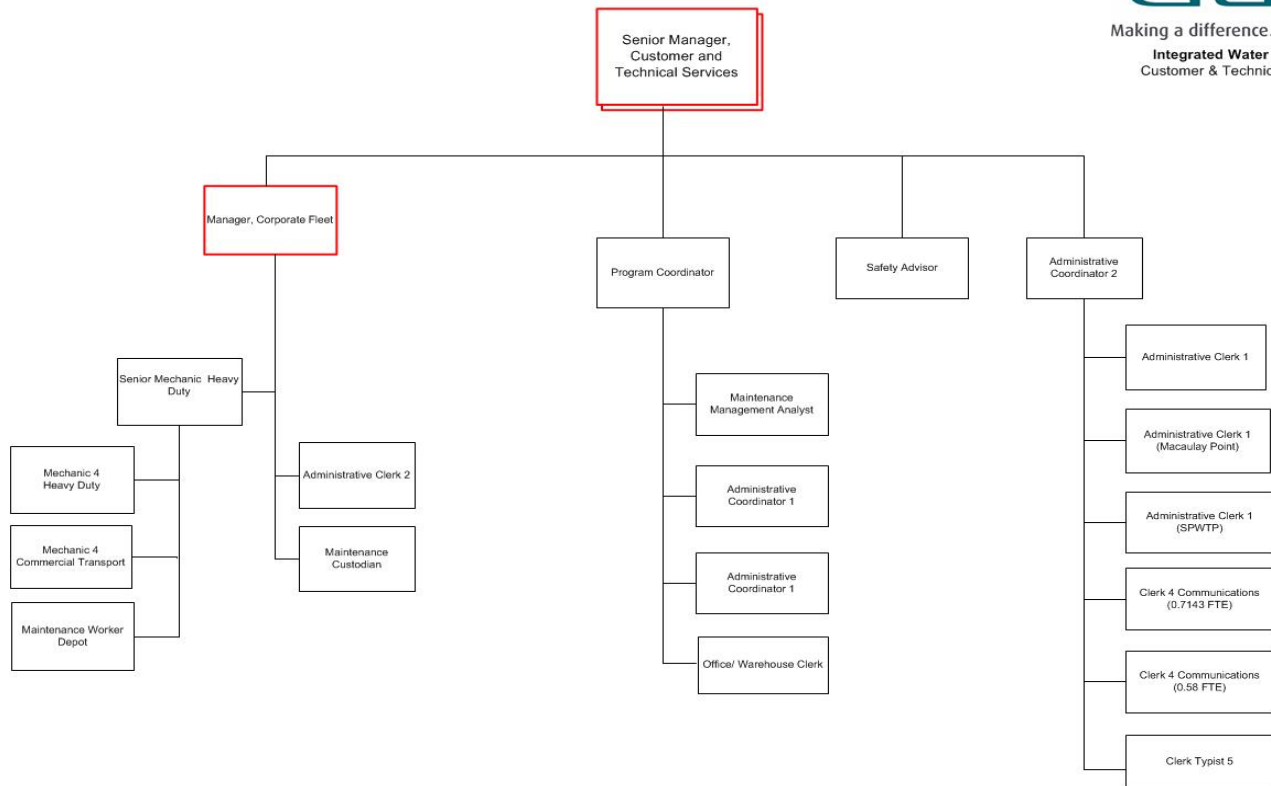 Making a difference.
Integrated Water
Customer & Technic
Senior Manager,
Customer and
Technical Services
Manager, Corporate Fleet
Program Coordinator
Safety Advisor
Administrative
Coordinator 2
Senior Mechanic Heavy
Duty
Mechanic 4
Heavy Duty
Mechanic 4
Commercial Transport
Maintenance Worker
Depot
Administrative Clerk 2
Maintenance
Custodian
Maintenance
Management Analyst
Administrative
Coordinator 1
Administrative
Coordinator 1
Office/ Warehouse Clerk
Administrative Clerk 1
Administrative Clerk 1
(Macaulay Point)
Administrative Clerk 1
(SPWTP)
Clerk 4 Communications
(0.7143 FTE)
Clerk 4 Communications
(0.58 FTE)
Clerk Typist 5